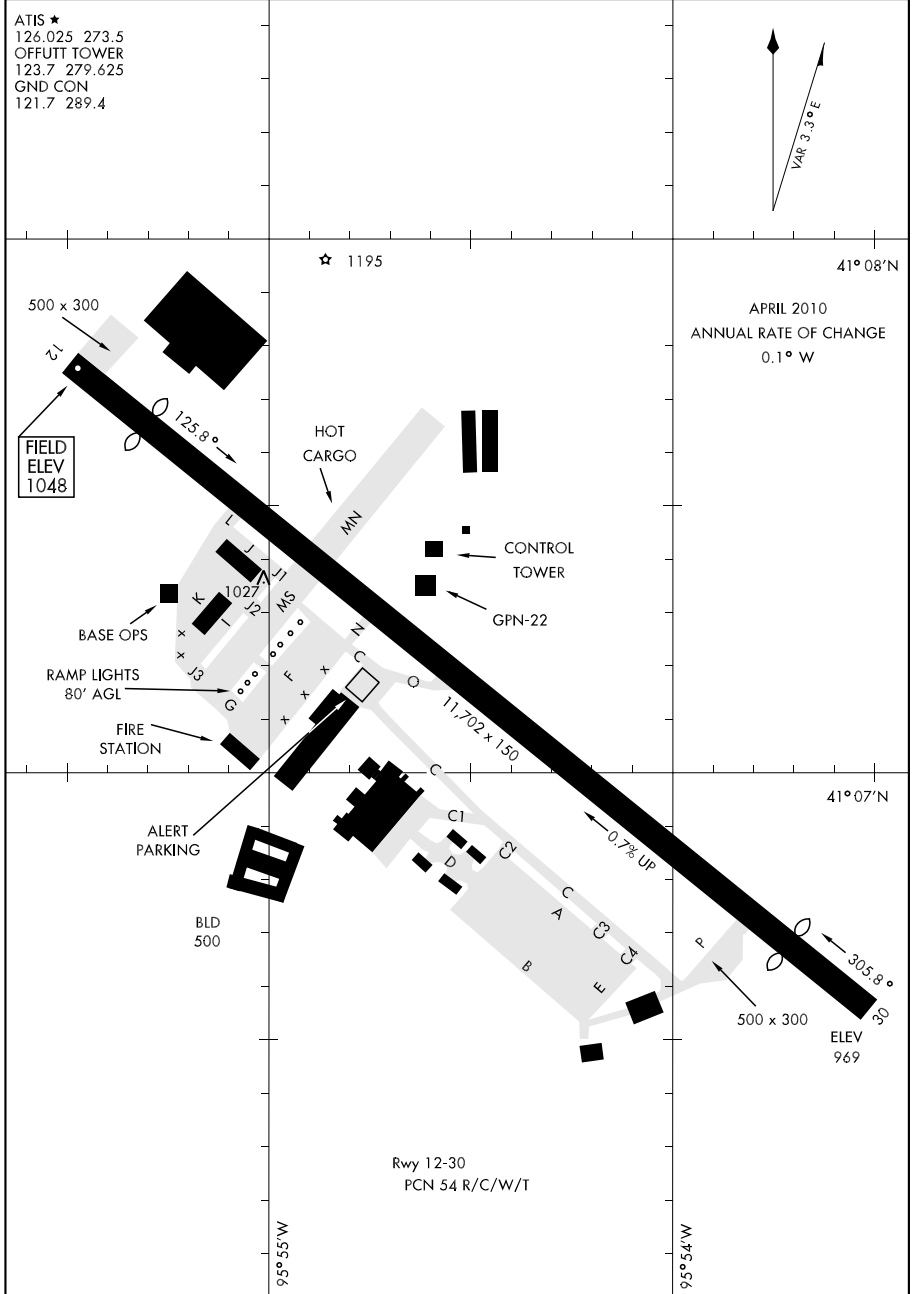 ATIS ★
126.025 273.5
OFFUTT TOWER
123.7 279.625
GND CON
121.7 289.4
VAR 3.3° E
1195
41° 08'N
500 x 300
APRIL 2010
ANNUAL RATE OF CHANGE
0.1° W
12
125.8°
FIELD
ELEV
1048
HOT
CARGO
MN
L
J
J1
1027
J2
MS
K
I
CONTROL
TOWER
GPN-22
BASE OPS
N
C
O
J3
F
G
RAMP LIGHTS
80' AGL
11,702 x 150
FIRE
STATION
C
41° 07'N
ALERT
PARKING
C1
C2
D
0.7% UP
BLD
500
C
A
C3
C4
P
B
E
305.8°
500 x 300
30
ELEV
969
Rwy 12-30
PCN 54 R/C/W/T
95° 55'W
95° 54'W